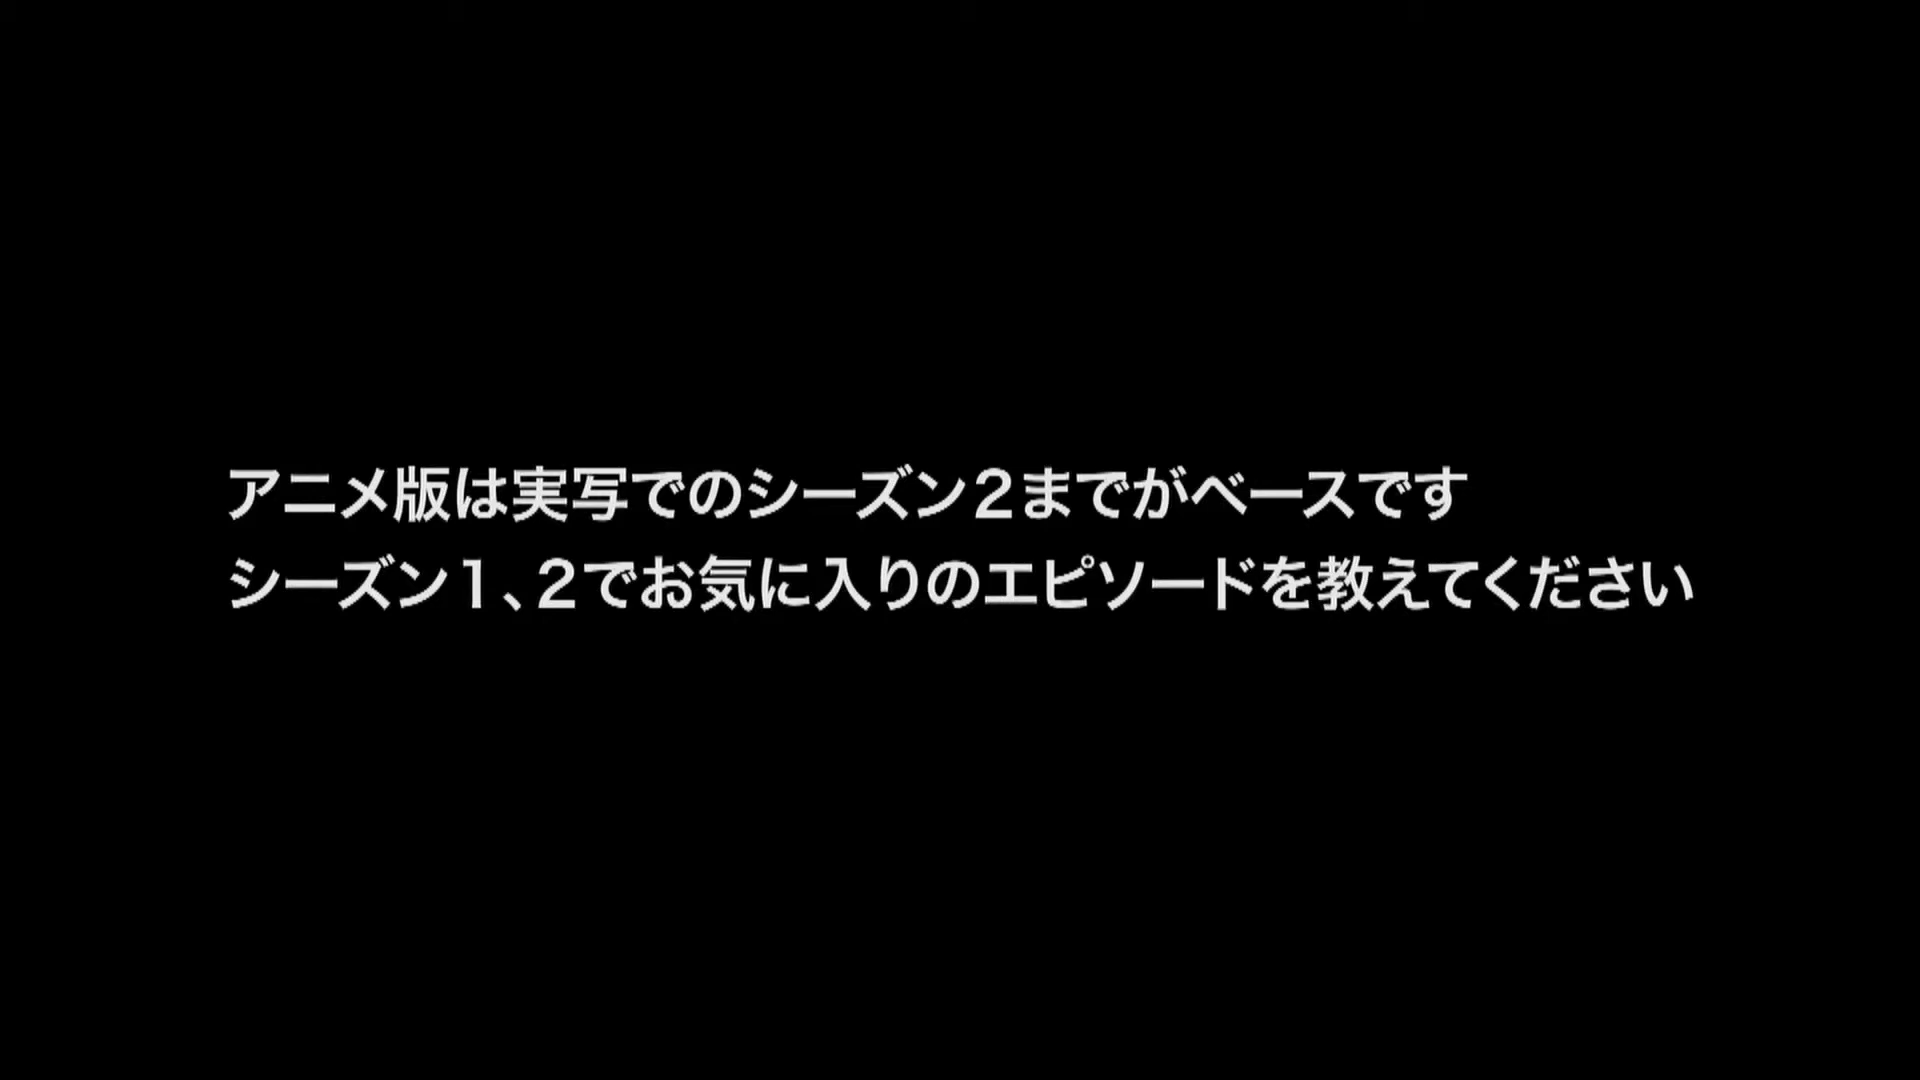 アニメ版は実写でのシーズン2までがベースです
シーズン1、2でお気に入りのエピソードを教えてください